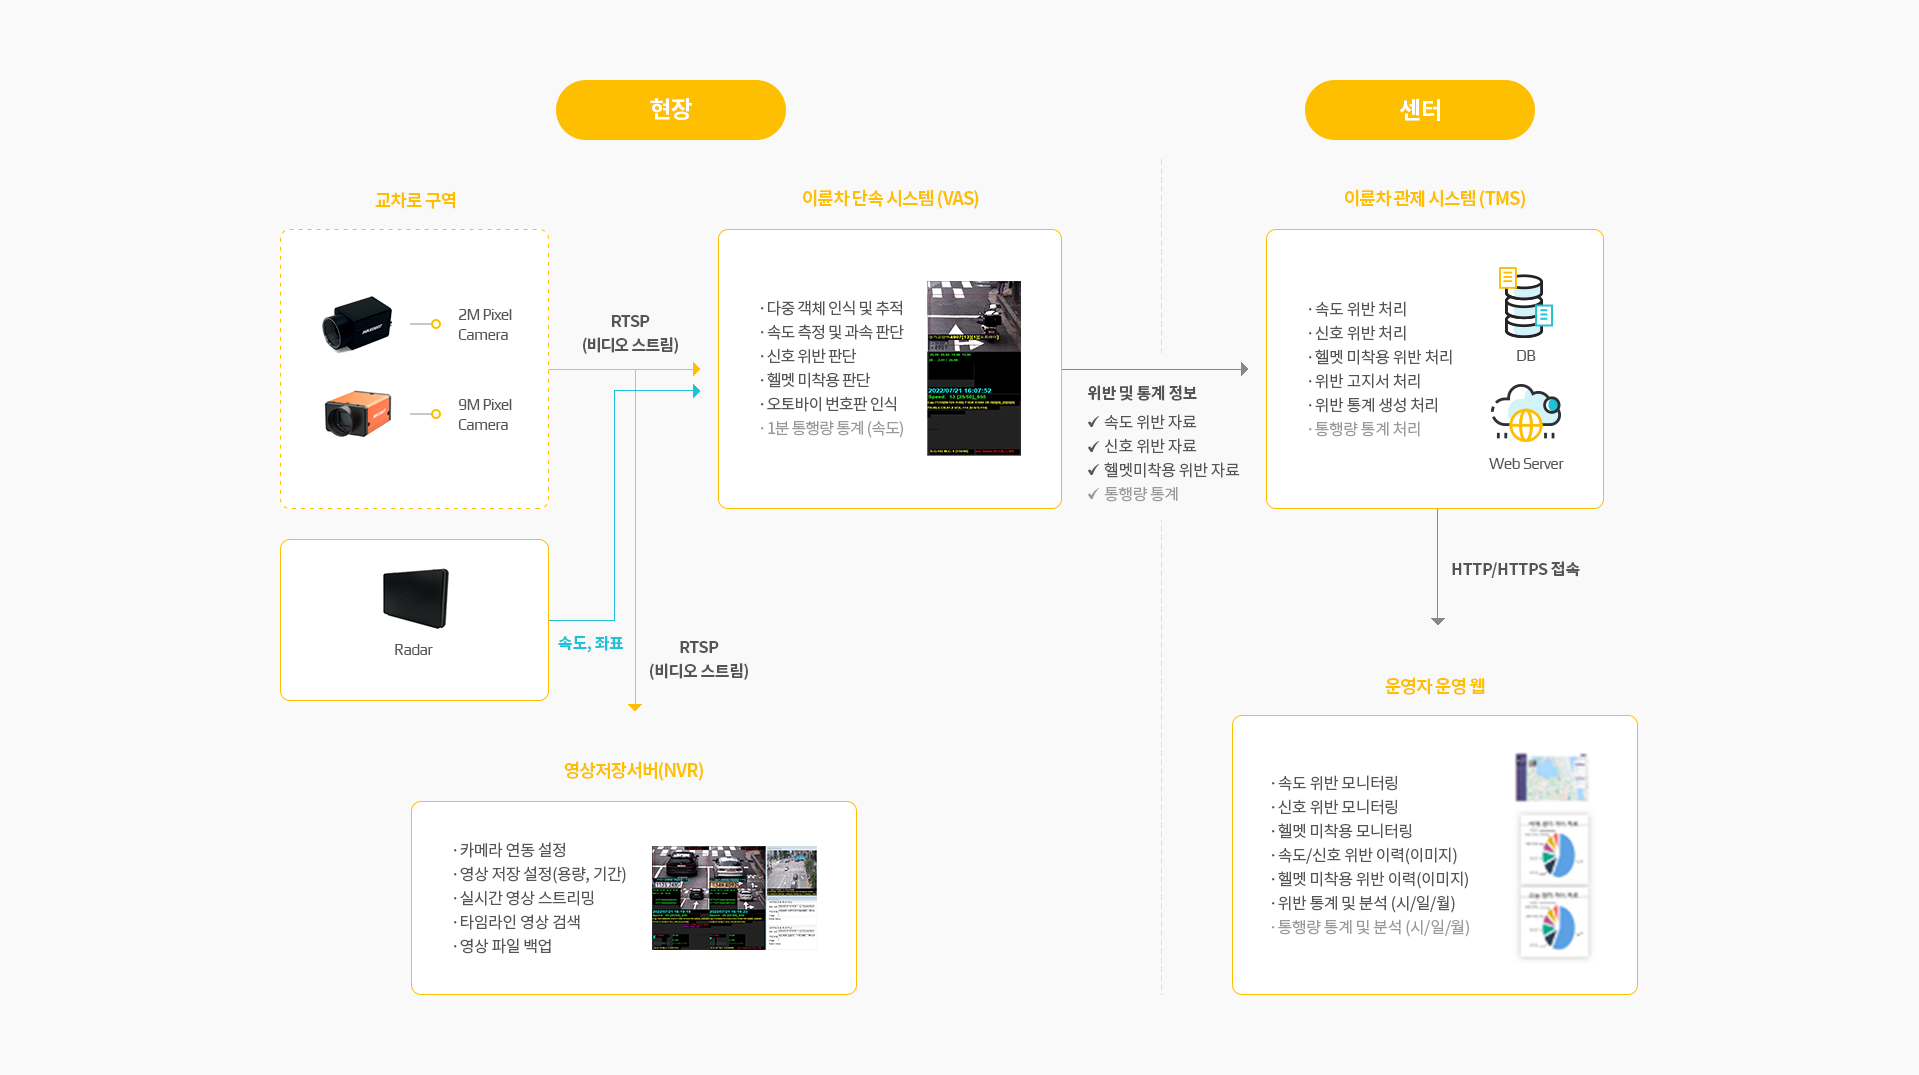 현장
센터
교차로 구역
2M Pixel
Camera
9M Pixel
Camera
Radar
RTSP
(비디오 스트림)
속도, 좌표
RTSP
(비디오 스트림)
이륜차 단속 시스템 (VAS)
· 다중 객체 인식 및 추적
· 속도 측정 및 과속 판단
· 신호 위반 판단
· 헬멧 미착용 판단
· 오토바이 번호판 인식
· 1분 통행량 통계 (속도)
2022/07/21 16:07:52
위반 및 통계 정보
✓ 속도 위반 자료
✓ 신호 위반 자료
✓ 헬멧미착용 위반 자료
✓ 통행량 통계
이륜차 관제 시스템 (TMS)
· 속도 위반 처리
· 신호 위반 처리
· 헬멧 미착용 위반 처리
· 위반 고지서 처리
· 위반 통계 생성 처리
· 통행량 통계 처리
DB
Web Server
HTTP/HTTPS 접속
영상저장서버(NVR)
· 카메라 연동 설정
· 영상 저장 설정(용량, 기간)
· 실시간 영상 스트리밍
· 타임라인 영상 검색
· 영상 파일 백업
운영자 운영 웹
· 속도 위반 모니터링
· 신호 위반 모니터링
· 헬멧 미착용 모니터링
· 속도/신호 위반 이력(이미지)
· 헬멧 미착용 위반 이력(이미지)
· 위반 통계 및 분석 (시/일/월)
· 통행량 통계 및 분석 (시/일/월)